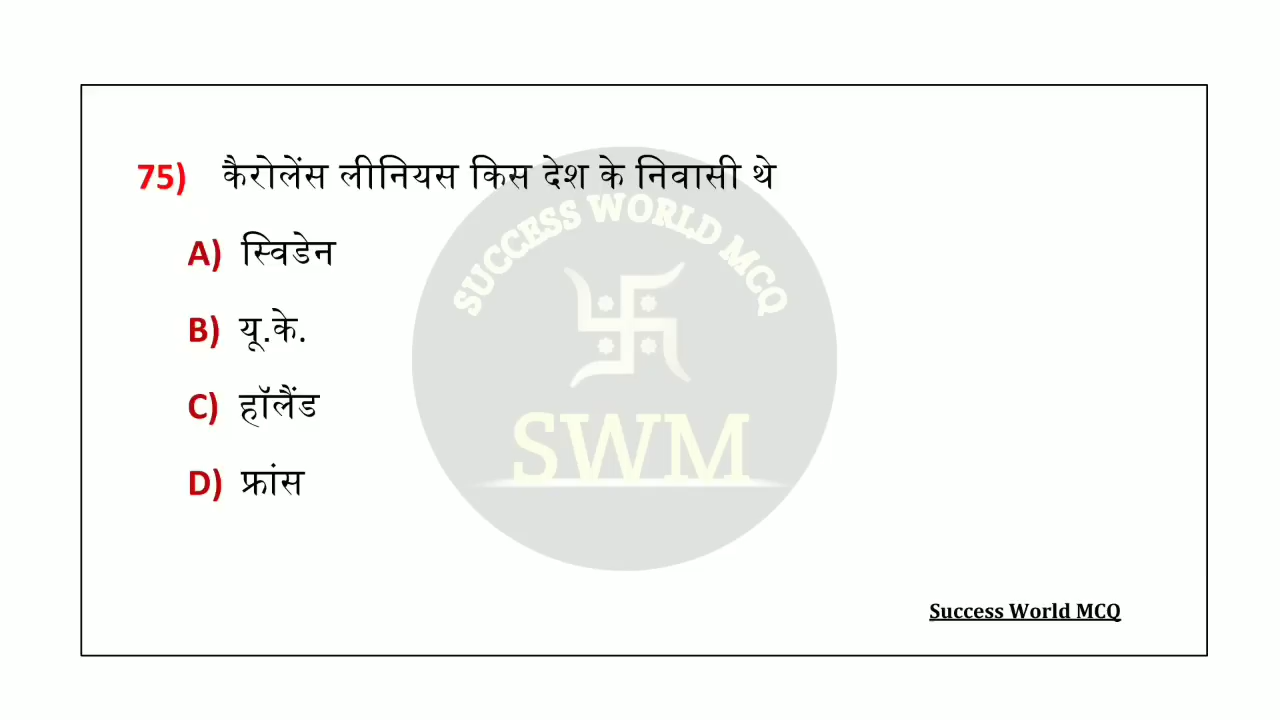 75) कैरोलेंस लीनियस किस देश के निवासी थे
A) स्विडेन
B) यू.के.
C) हॉलैंड
D) फ्रांस
SUCCESS WORLD MCQ
SWM
Success World MCQ